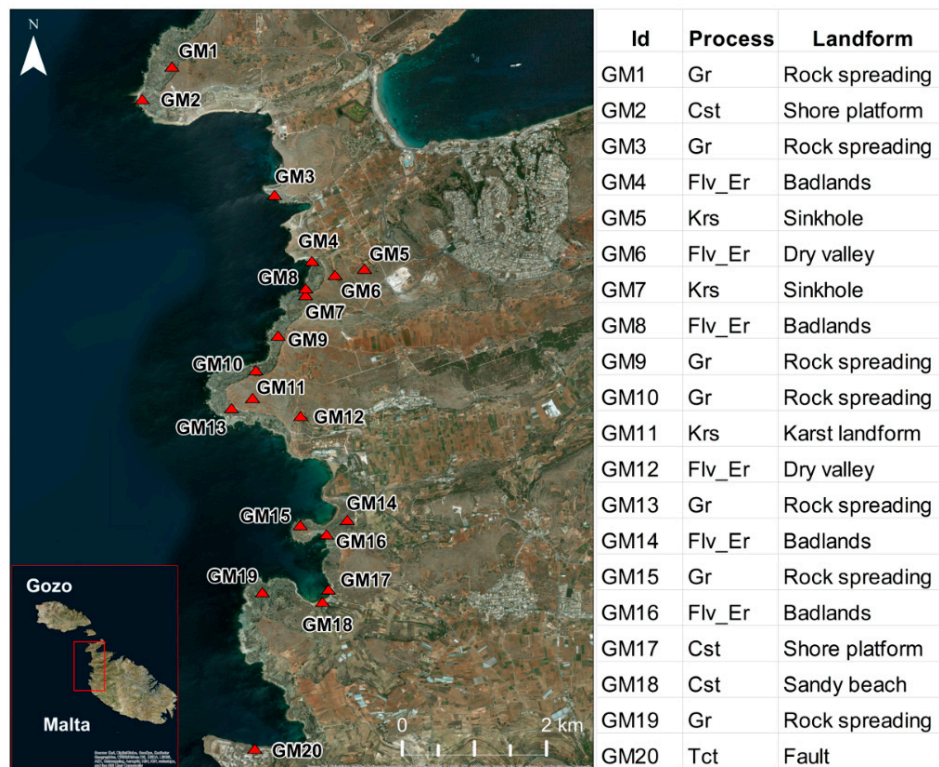 N
GM1
GM2
GM3
GM4
GM5
GM8
GM6
GM7
GM9
GM10
GM11
GM13
GM12
GM14
GM15
GM16
GM19
GM17
GM18
GM20
0 2 km
Gozo
Malta
Id Process Landform
GM1 Gr Rock spreading
GM2 Cst Shore platform
GM3 Gr Rock spreading
GM4 Flv_Er Badlands
GM5 Krs Sinkhole
GM6 Flv_Er Dry valley
GM7 Krs Sinkhole
GM8 Flv_Er Badlands
GM9 Gr Rock spreading
GM10 Gr Rock spreading
GM11 Krs Karst landform
GM12 Flv_Er Dry valley
GM13 Gr Rock spreading
GM14 Flv_Er Badlands
GM15 Gr Rock spreading
GM16 Flv_Er Badlands
GM17 Cst Shore platform
GM18 Cst Sandy beach
GM19 Gr Rock spreading
GM20 Tct Fault